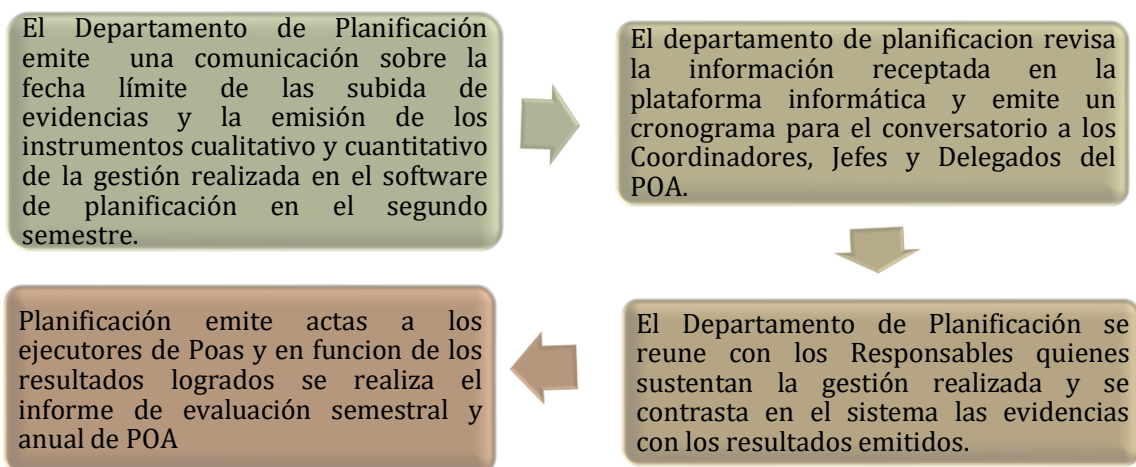 El Departamento de Planificación
emite una comunicación sobre la
fecha límite de las subida de
evidencias y la emisión de los
instrumentos cualitativo y cuantitativo
de la gestión realizada en el software
de planificación en el segundo
semestre.
El departamento de planificacion revisa
la información receptada en la
plataforma informática y emite un
cronograma para el conversatorio a los
Coordinadores, Jefes y Delegados del
POA.
El Departamento de Planificación se
reune con los Responsables quienes
sustentan la gestión realizada y se
contrasta en el sistema las evidencias
con los resultados emitidos.
Planificación emite actas a los
ejecutores de Poas y en funcion de los
resultados logrados se realiza el
informe de evaluación semestral y
anual de POA